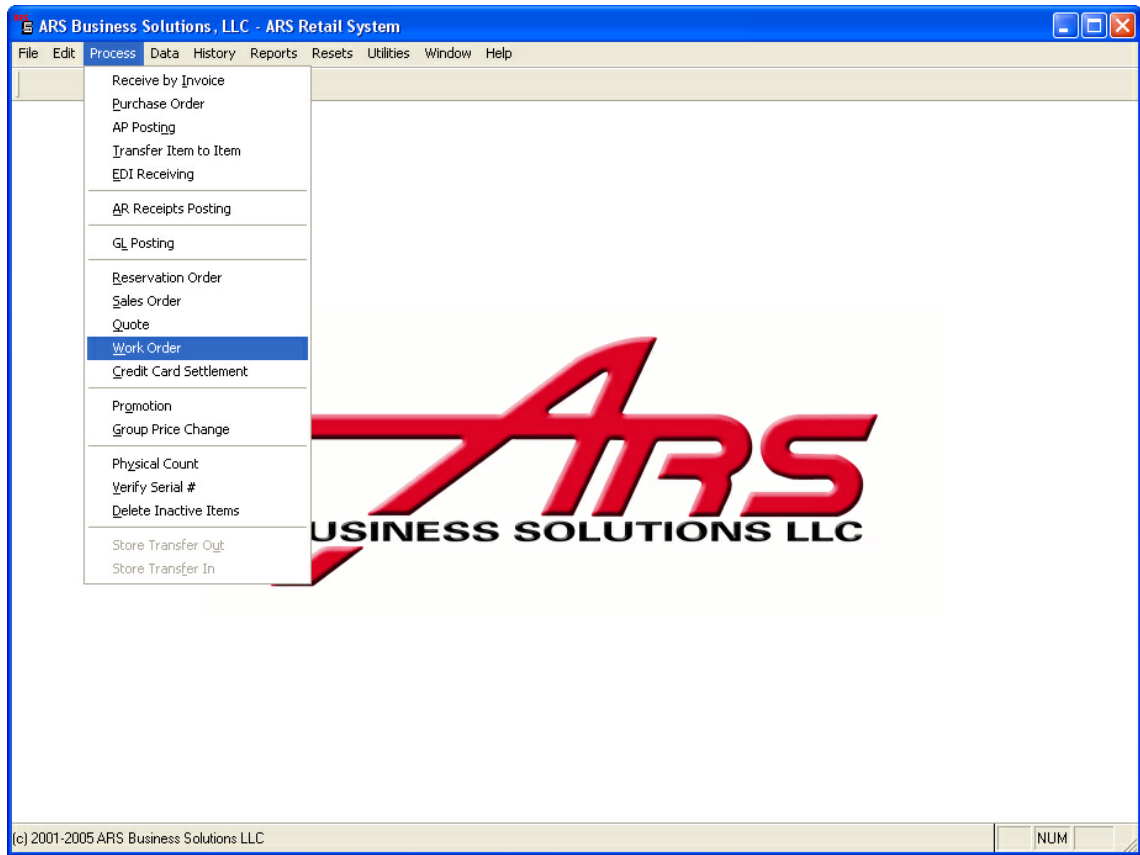 ARS Business Solutions, LLC - ARS Retail System
File Edit Process Data History Reports Resets Utilities Window Help
Receive by Invoice
Purchase Order
AP Posting
Transfer Item to Item
EDI Receiving
AR Receipts Posting
GL Posting
Reservation Order
Sales Order
Quote
Work Order
Credit Card Settlement
Promotion
Group Price Change
Physical Count
Verify Serial #
Delete Inactive Items
Store Transfer Out
Store Transfer In
ARS
USINESS SOLUTIONS LLC
(c) 2001-2005 ARS Business Solutions LLC NUM